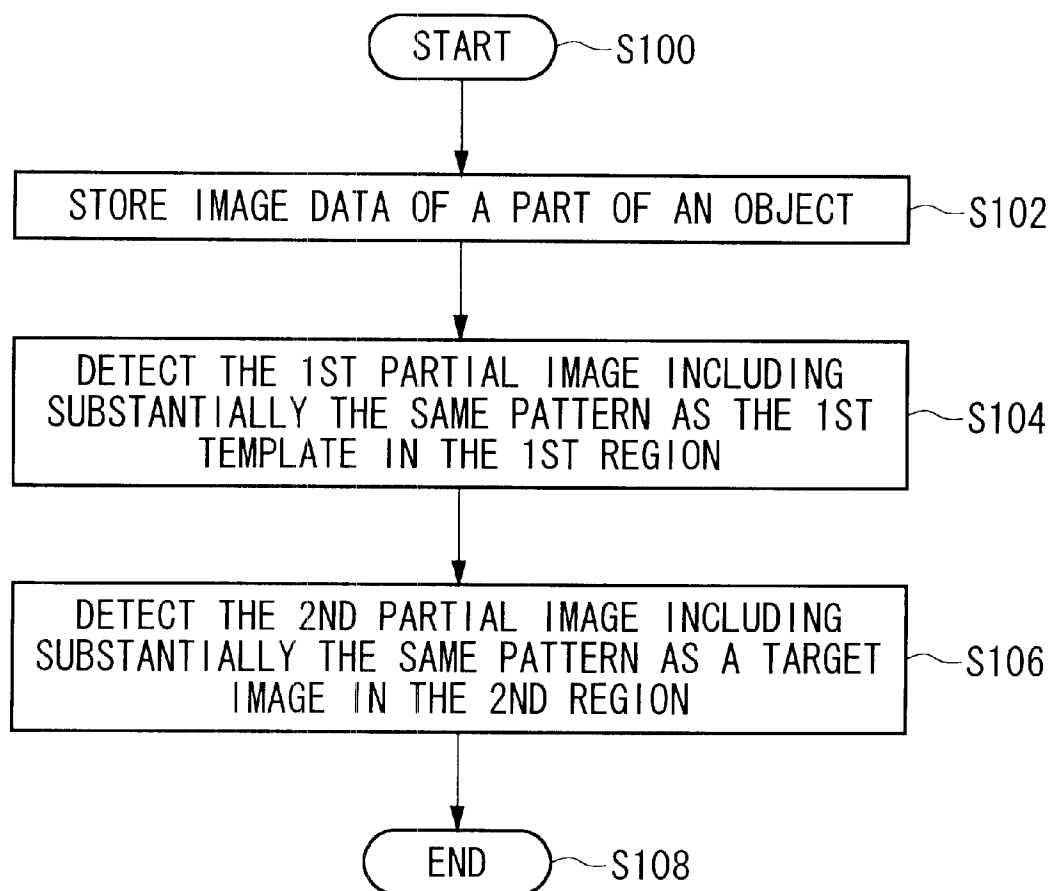 START
S100
STORE IMAGE DATA OF A PART OF AN OBJECT
S102
DETECT THE 1ST PARTIAL IMAGE INCLUDING
SUBSTANTIALLY THE SAME PATTERN AS THE 1ST
TEMPLATE IN THE 1ST REGION
S104
DETECT THE 2ND PARTIAL IMAGE INCLUDING
SUBSTANTIALLY THE SAME PATTERN AS A TARGET
IMAGE IN THE 2ND REGION
S106
END
S108